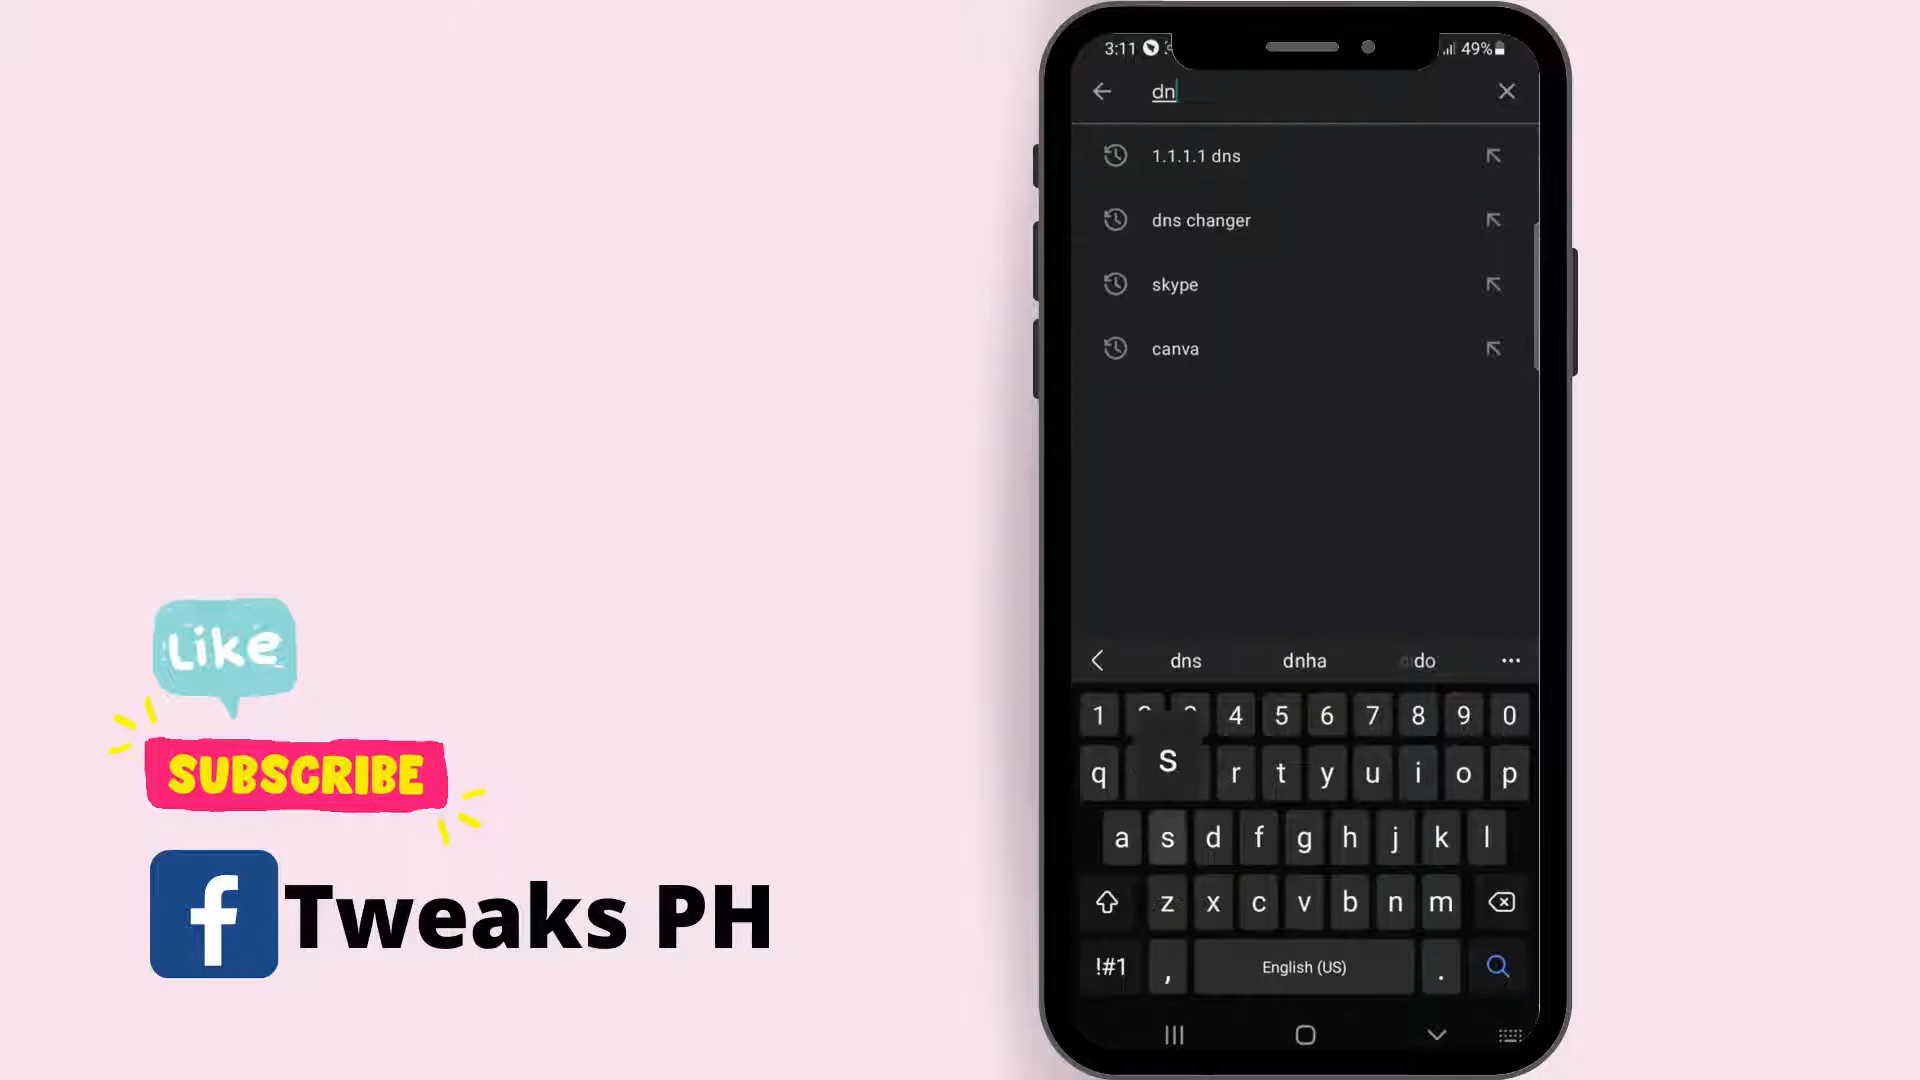 3:11
49%
dn
1.1.1.1 dns
dns changer
skype
canva
dns dnha do
1 4 5 6 7 8 9 0
q s r t y u i o p
a s d f g h j k l
z x c v b n m
!#1 , English (US) .
Like
SUBSCRIBE
f Tweaks PH